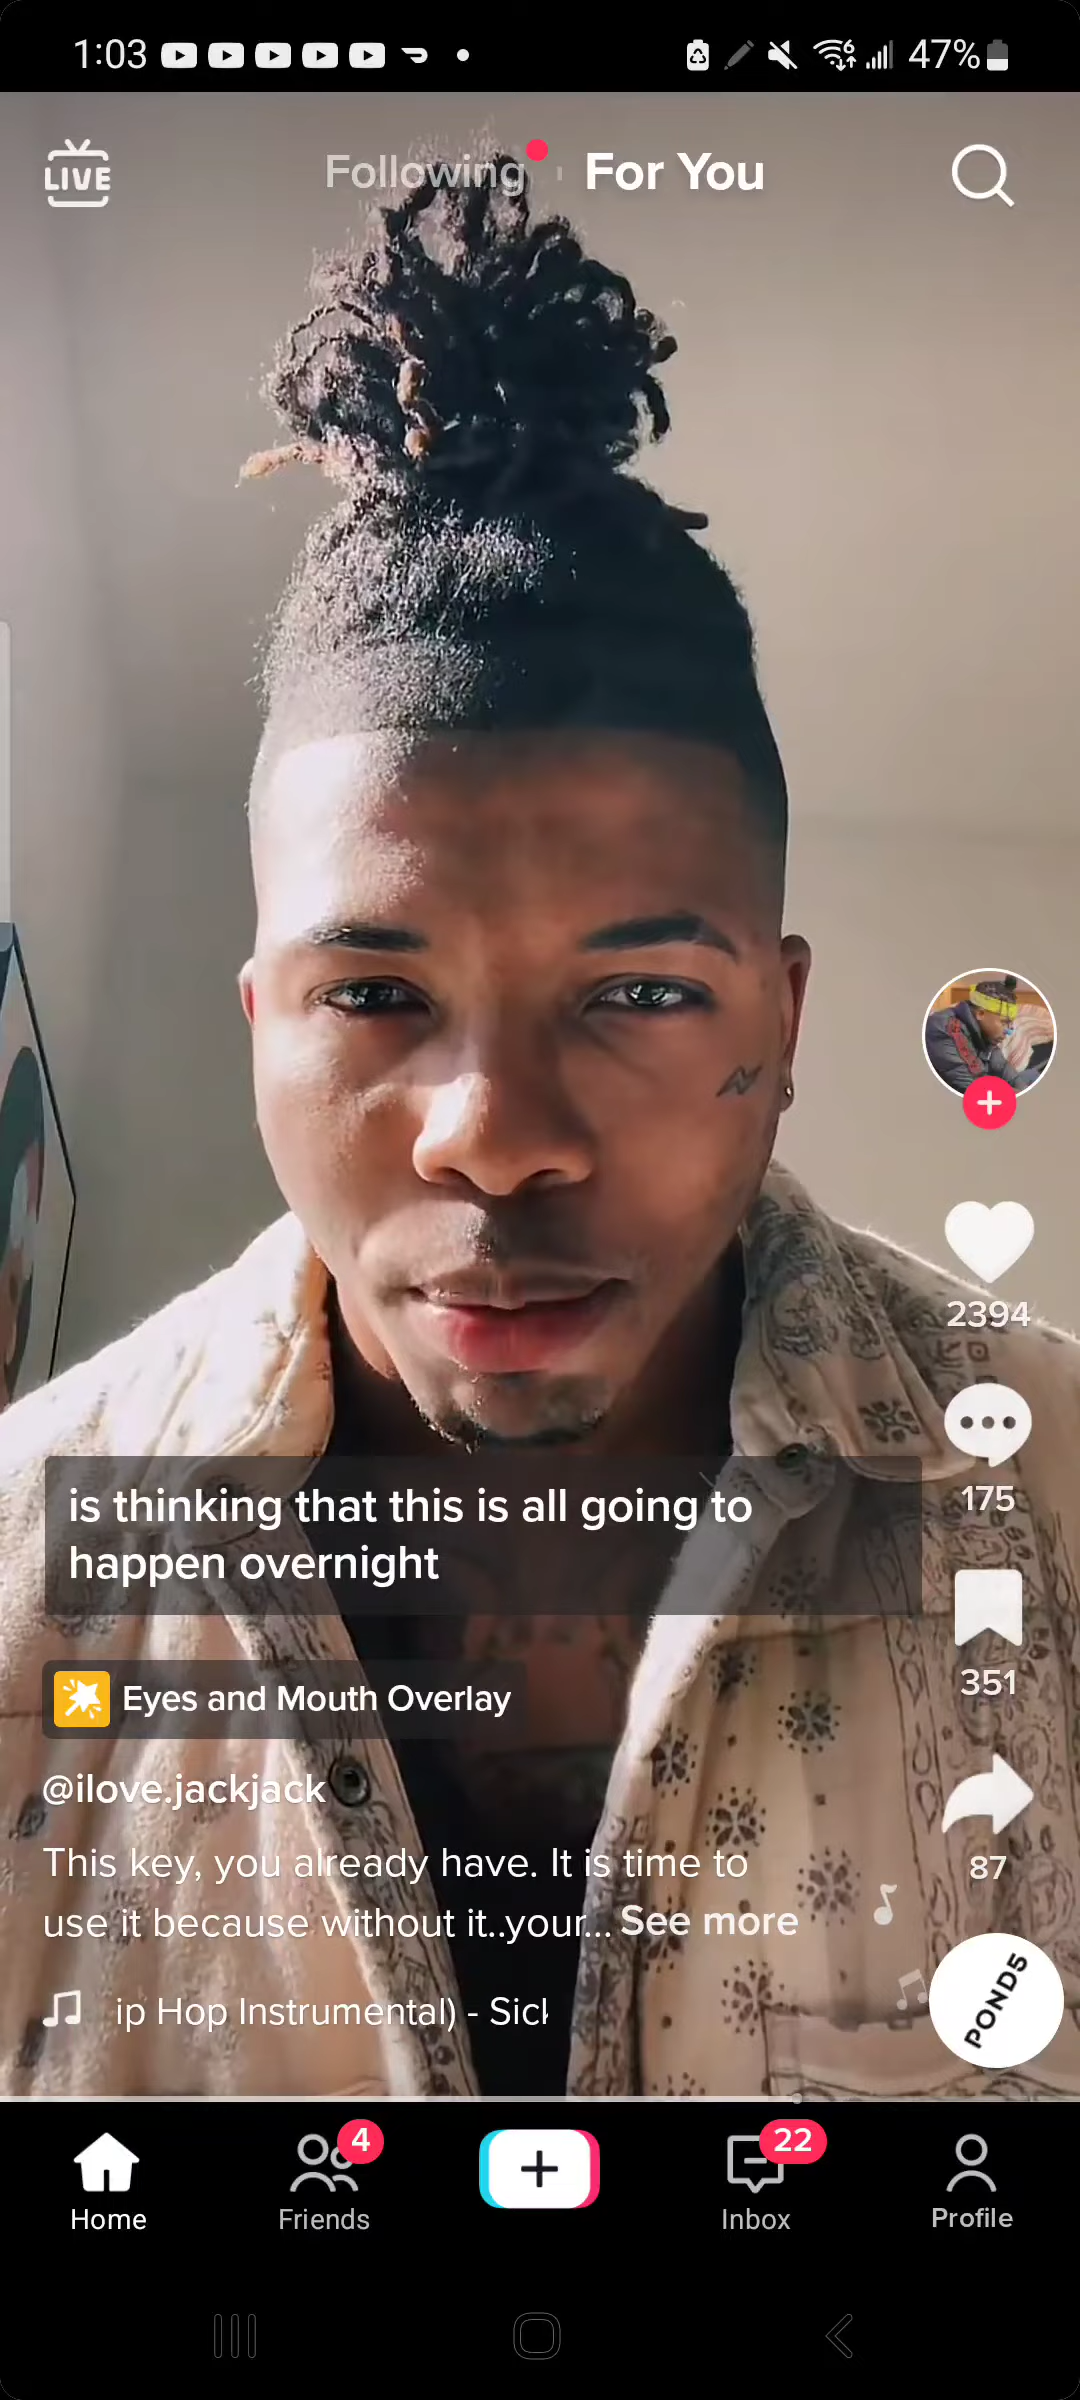 1:03
47%
LIVE
Following
For You
2394
175
is thinking that this is all going to
happen overnight
351
Eyes and Mouth Overlay
@ilove.jackjack
This key, you already have. It is time to
use it because without it..your... See more
87
ip Hop Instrumental) - Sick
POND5
4
22
Home
Friends
Inbox
Profile